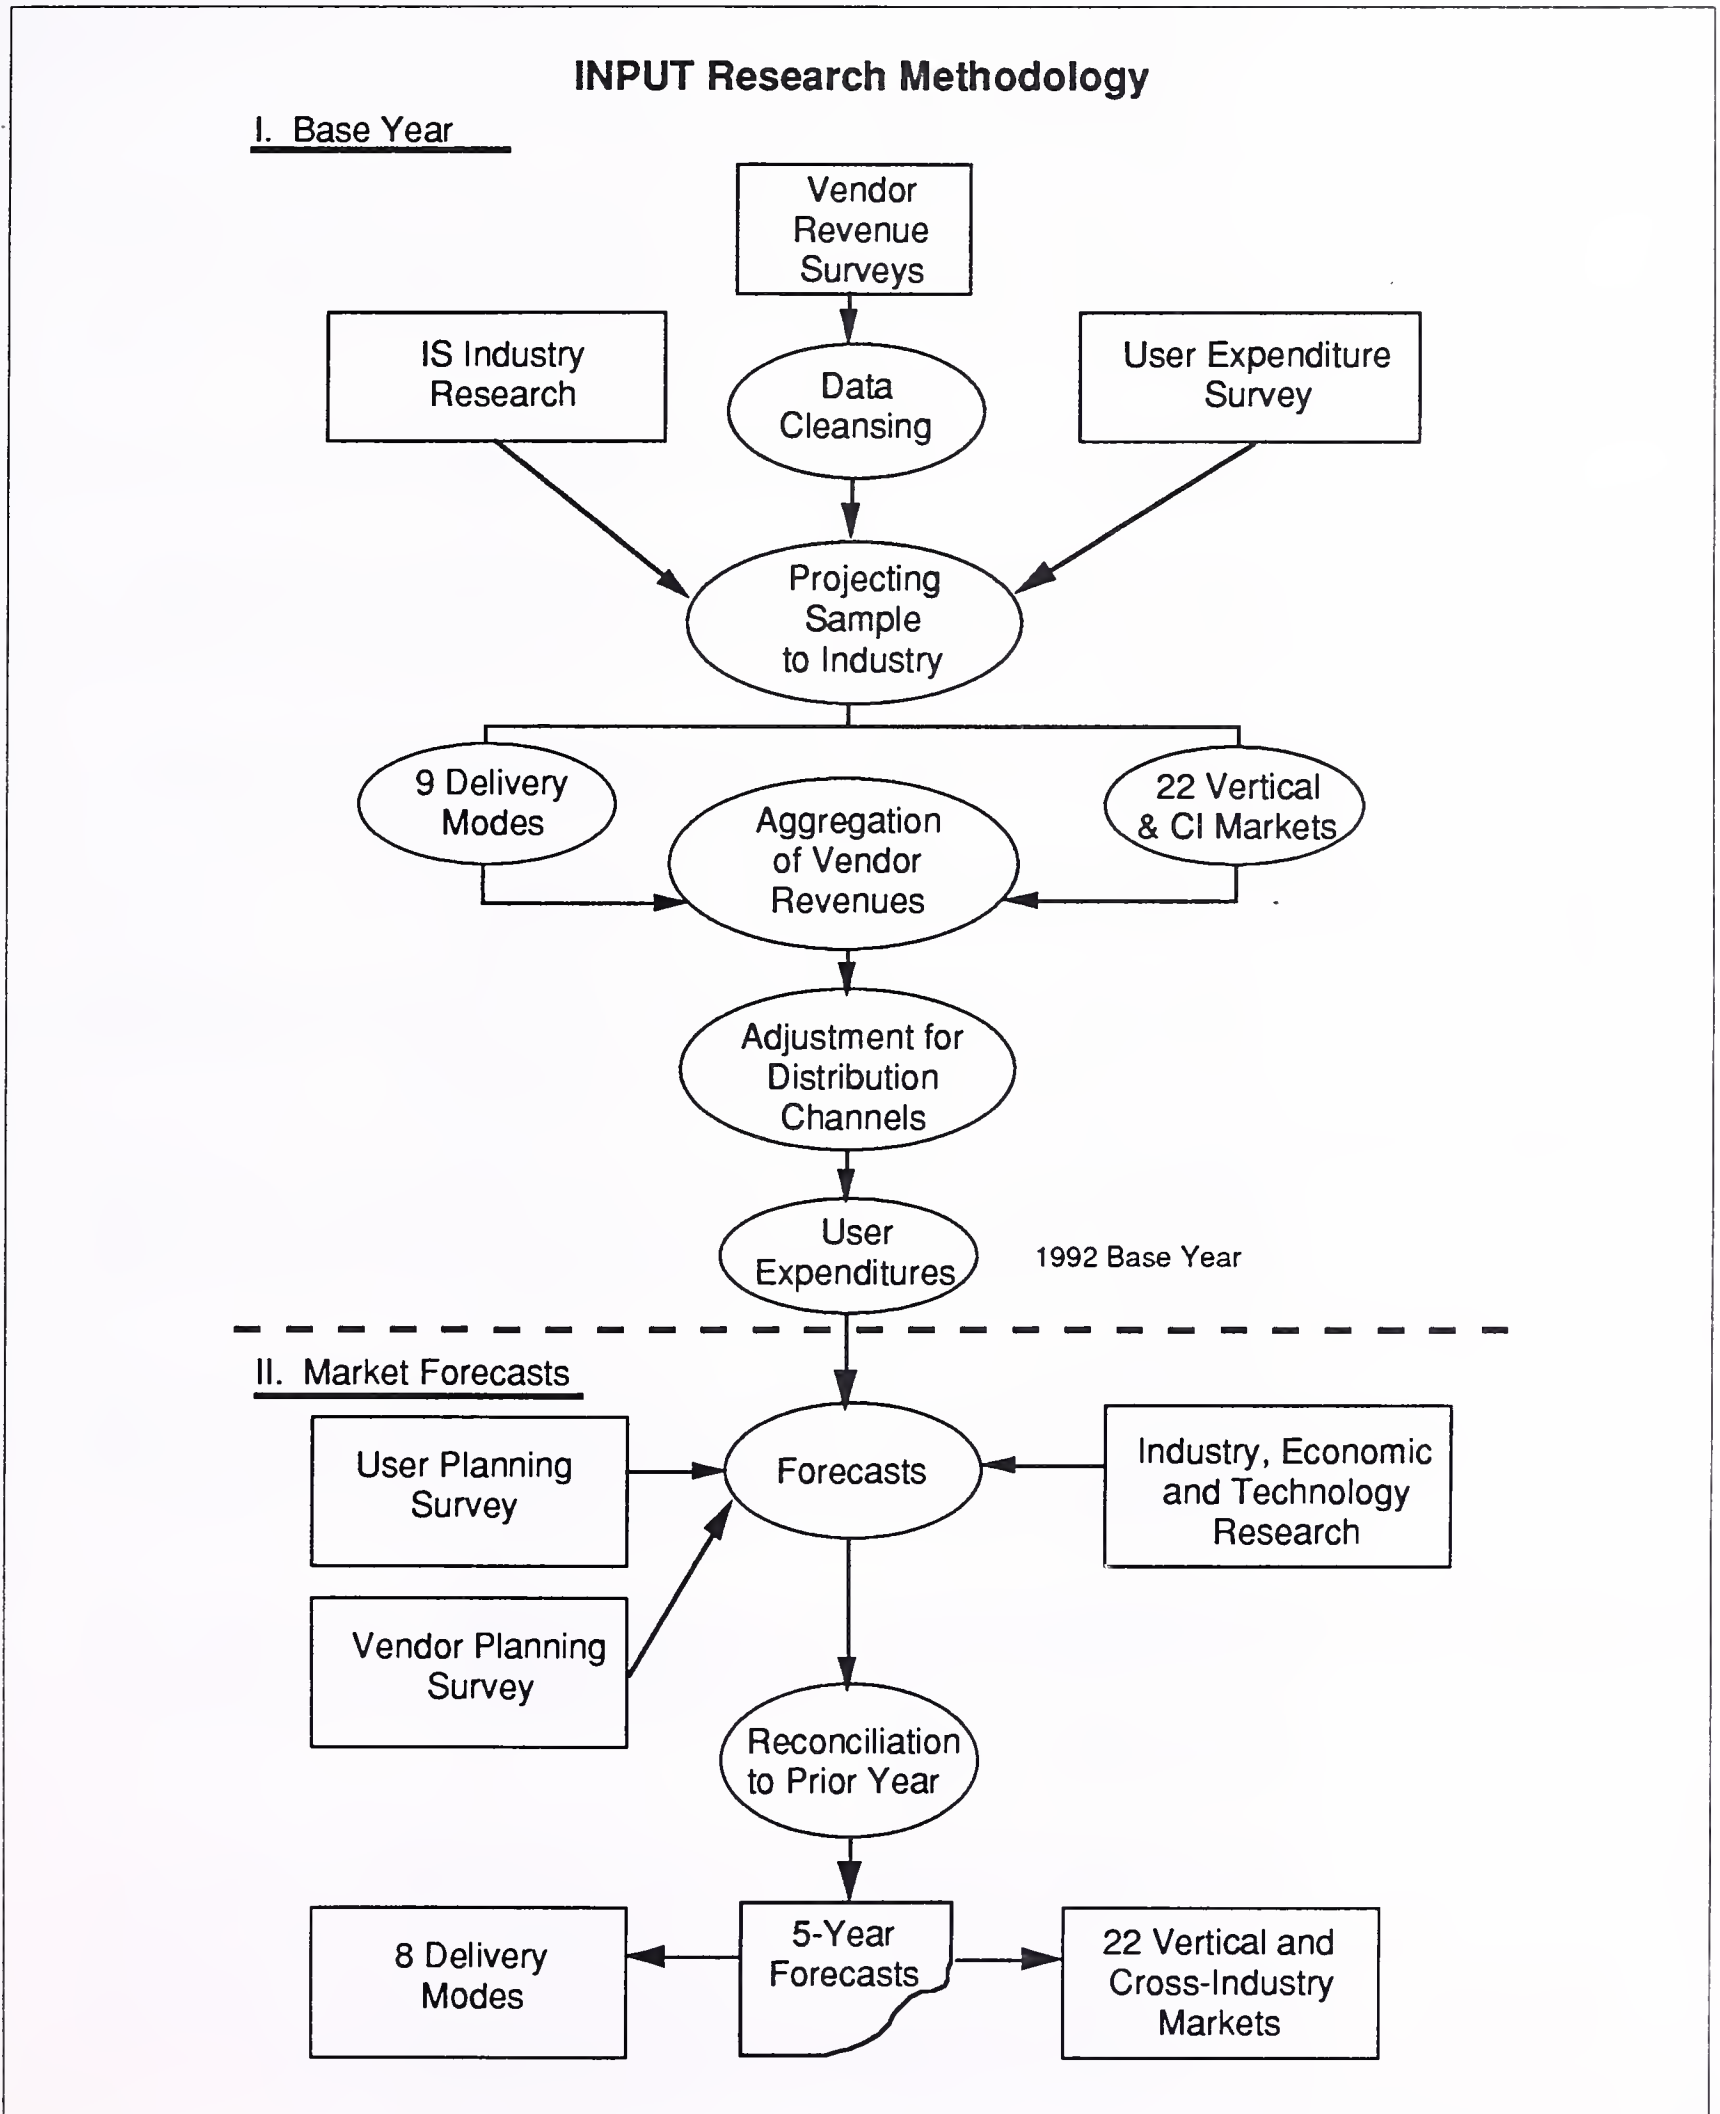 INPUT Research Methodology
I. Base Year
Vendor
Revenue
Surveys
IS Industry
Research
Data
Cleansing
User Expenditure
Survey
Projecting
Sample
to Industry
9 Delivery
Modes
Aggregation
of Vendor
Revenues
22 Vertical
& CI Markets
Adjustment for
Distribution
Channels
User
Expenditures
1992 Base Year
II. Market Forecasts
User Planning
Survey
Forecasts
Industry, Economic
and Technology
Research
Vendor Planning
Survey
Reconciliation
to Prior Year
8 Delivery
Modes
5-Year
Forecasts
22 Vertical and
Cross-Industry
Markets